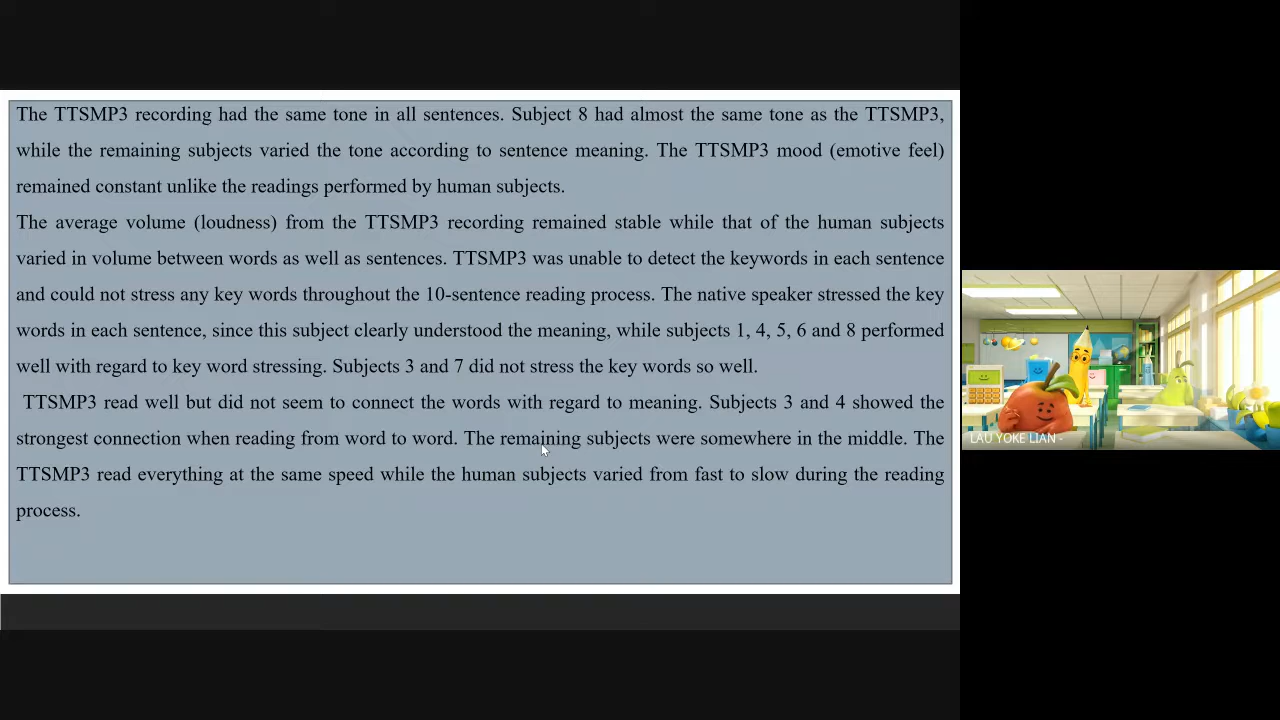 The TTSMP3 recording had the same tone in all sentences. Subject 8 had almost the same tone as the TTSMP3,
while the remaining subjects varied the tone according to sentence meaning. The TTSMP3 mood (emotive feel)
remained constant unlike the readings performed by human subjects.
The average volume (loudness) from the TTSMP3 recording remained stable while that of the human subjects
varied in volume between words as well as sentences. TTSMP3 was unable to detect the keywords in each sentence
and could not stress any key words throughout the 10-sentence reading process. The native speaker stressed the key
words in each sentence, since this subject clearly understood the meaning, while subjects 1, 4, 5, 6 and 8 performed
well with regard to key word stressing. Subjects 3 and 7 did not stress the key words so well.
TTSMP3 read well but did not seem to connect the words with regard to meaning. Subjects 3 and 4 showed the
strongest connection when reading from word to word. The remaining subjects were somewhere in the middle. The
TTSMP3 read everything at the same speed while the human subjects varied from fast to slow during the reading
process.
LAU YOKE LIAN -